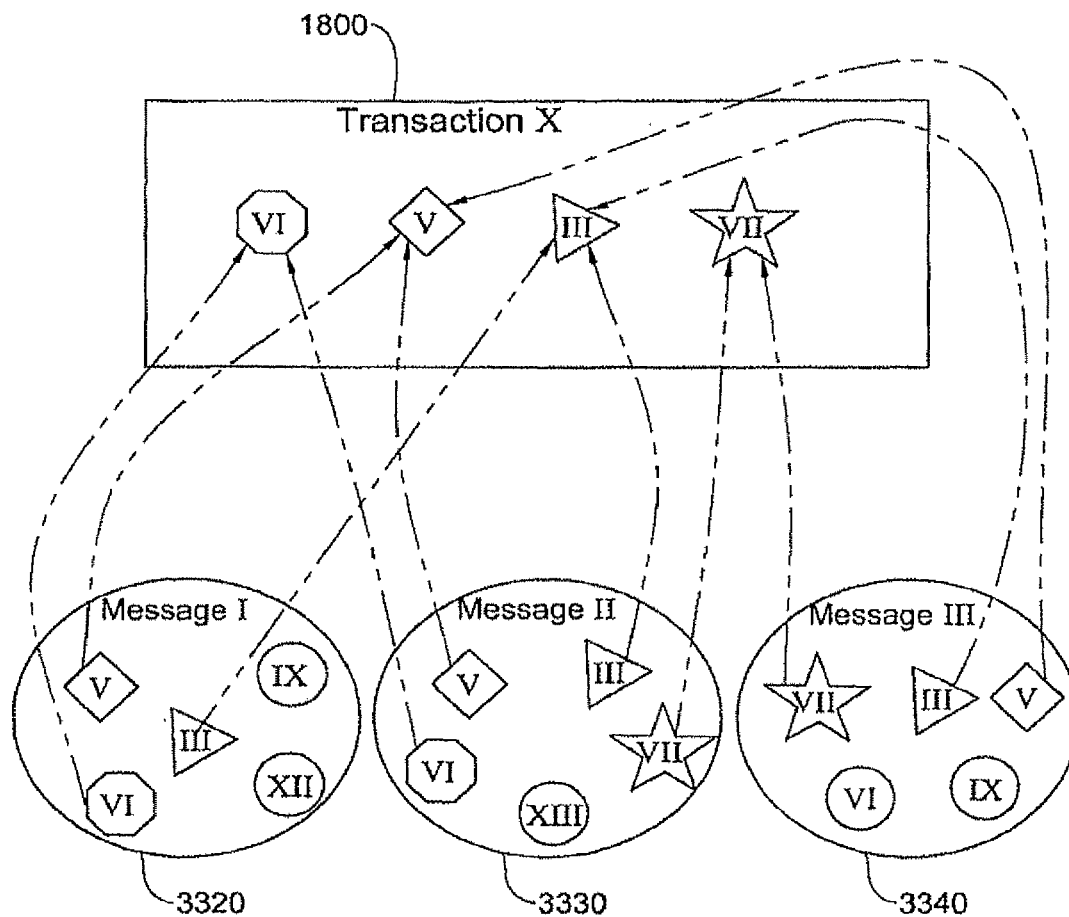 1800
Transaction X
VI V III VII
Message I Message II Message III
V IX V III VII III V
III VI XII VI VII VI IX
XIII
3320 3330 3340